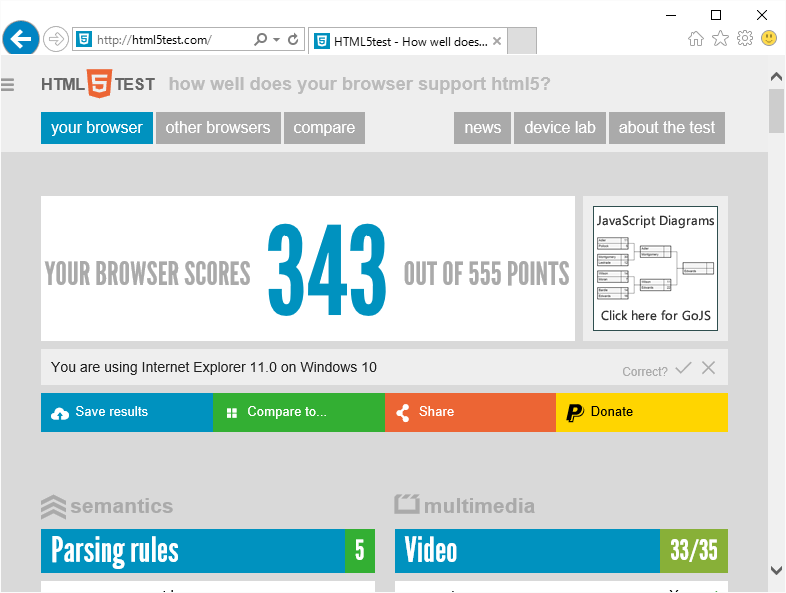 http://html5test.com/
HTML5test - How well does...
HTML 5 TEST how well does your browser support html5?
your browser other browsers compare news device lab about the test
YOUR BROWSER SCORES 343 OUT OF 555 POINTS
JavaScript Diagrams
Click here for GoJS
You are using Internet Explorer 11.0 on Windows 10 Correct?
Save results Compare to... Share Donate
semantics multimedia
Parsing rules 5 Video 33/35